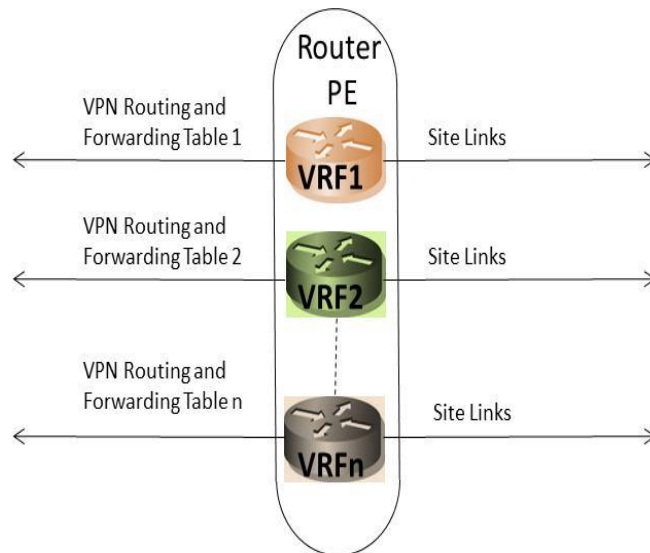 Router
PE
VPN Routing and
Forwarding Table 1
VRF1
Site Links
VPN Routing and
Forwarding Table 2
VRF2
Site Links
VPN Routing and
Forwarding Table n
VRFn
Site Links